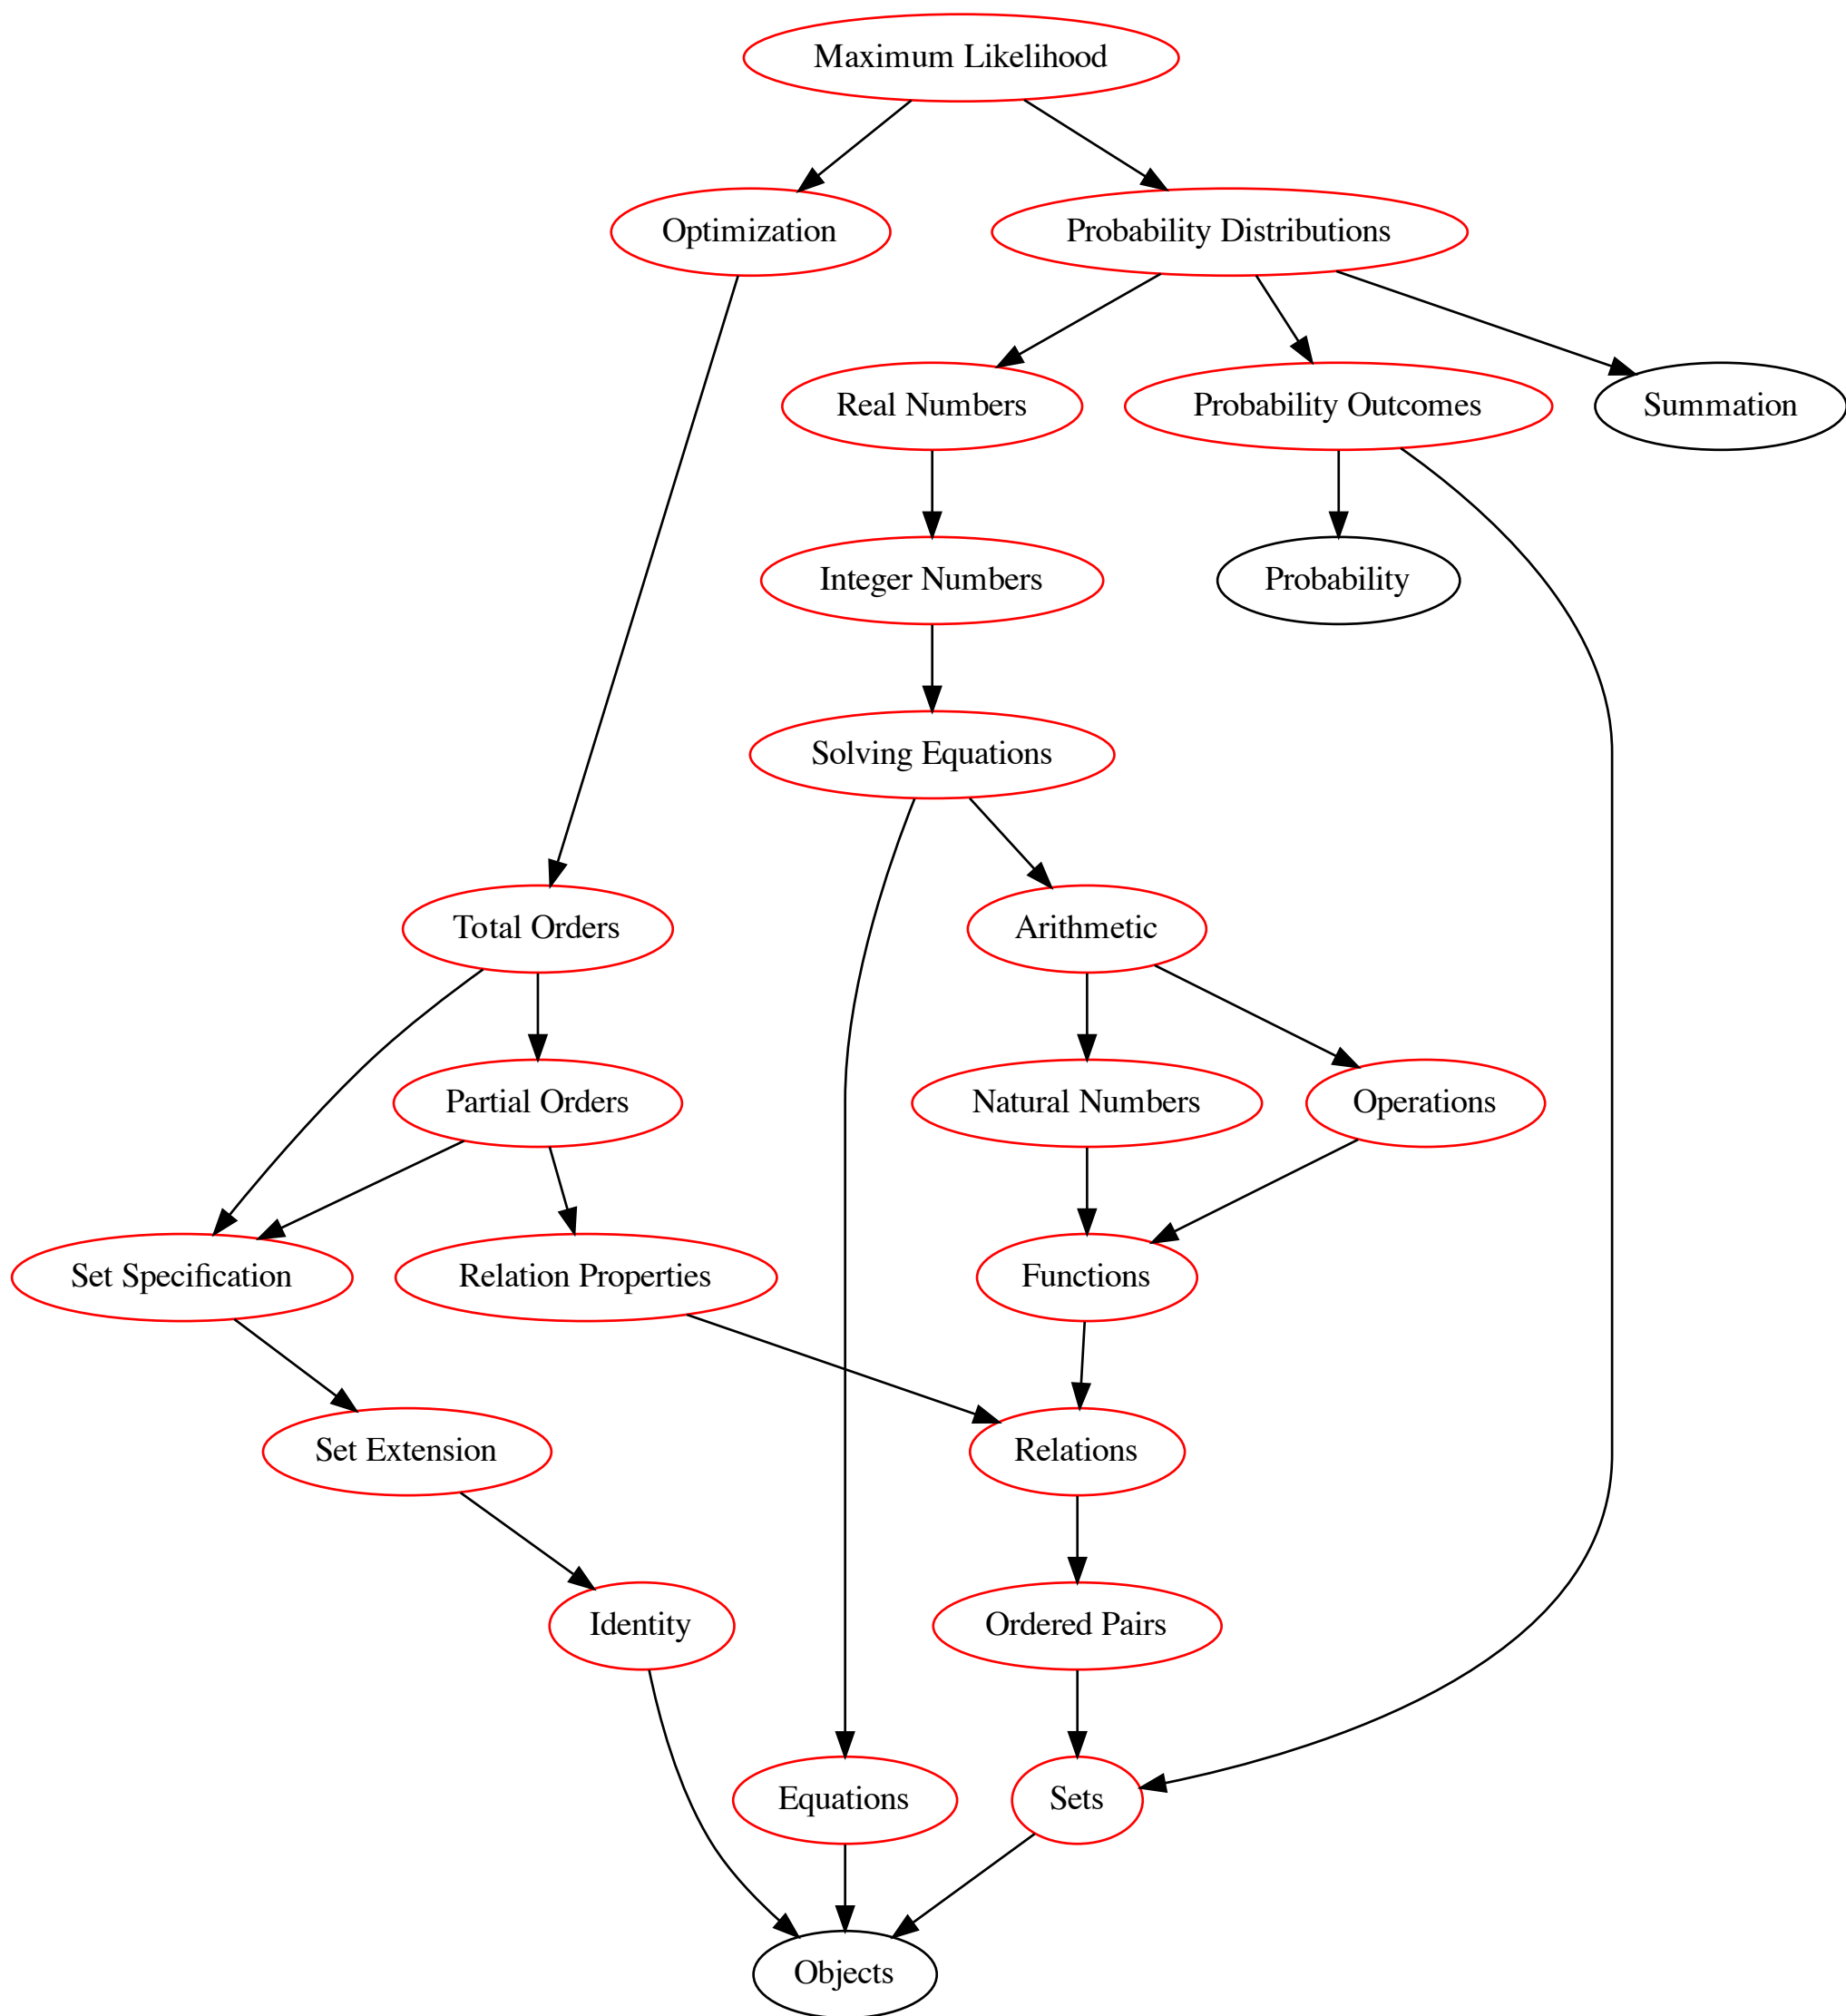 Maximum Likelihood
Optimization
Probability Distributions
Real Numbers
Probability Outcomes
Summation
Integer Numbers
Probability
Solving Equations
Total Orders
Arithmetic
Partial Orders
Natural Numbers
Operations
Set Specification
Relation Properties
Functions
Set Extension
Relations
Identity
Ordered Pairs
Equations
Sets
Objects